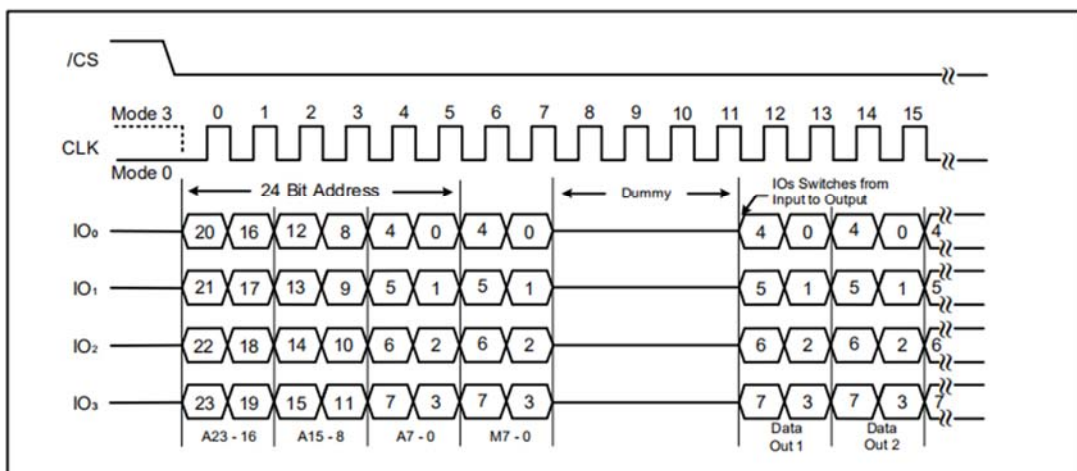 /CS
Mode 3 0 1 2 3 4 5 6 7 8 9 10 11 12 13 14 15
CLK
Mode 0
24 Bit Address Dummy IOs Switches from
Input to Output
IO₀ 20 16 12 8 4 0 4 0 4 0 4 0 4
IO₁ 21 17 13 9 5 1 5 1 5 1 5 1 5
IO₂ 22 18 14 10 6 2 6 2 6 2 6 2 6
IO₃ 23 19 15 11 7 3 7 3 7 3 7 3 7
A23 - 16 A15 - 8 A7 - 0 M7 - 0 Data Data
Out 1 Out 2